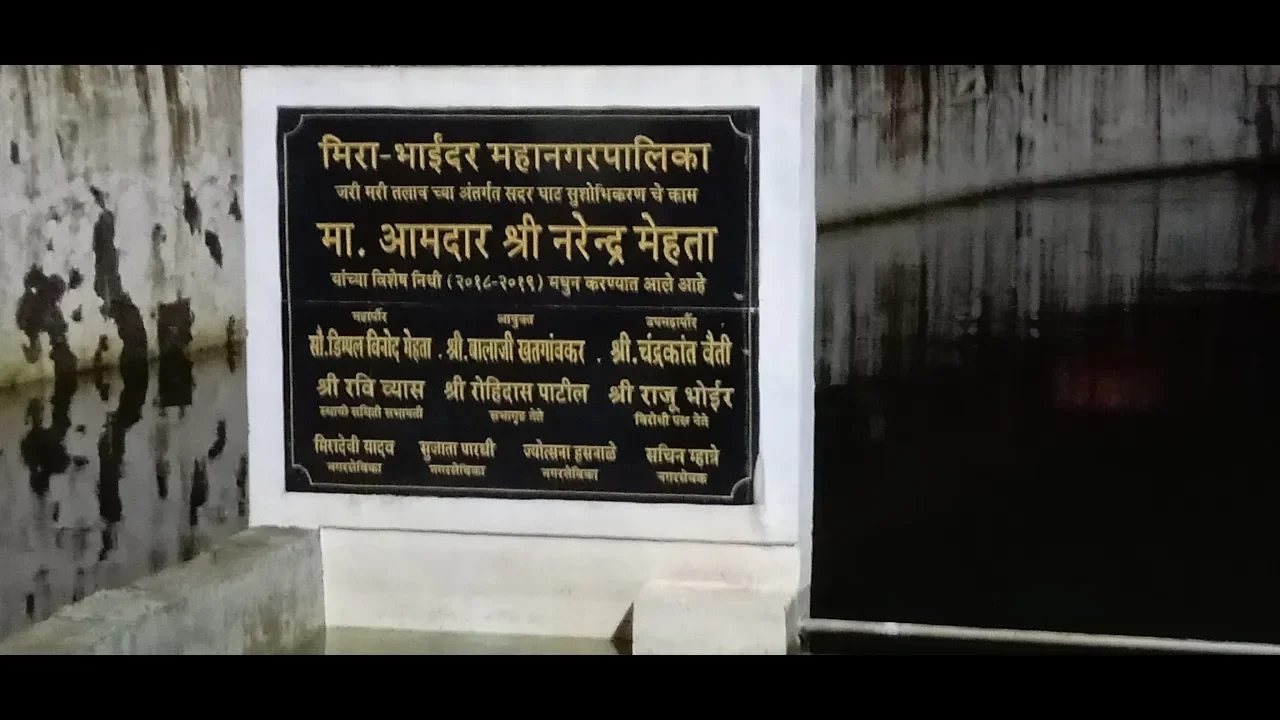 मिरा-भाईंदर महानगरपालिका
जरी मरी तलाव च्या अंतर्गत सदर घाट सुशोभिकरण चे काम
मा. आमदार श्री नरेन्द्र मेहता
यांच्या विशेष निधी (२०१८-२०१९) मधुन करण्यात आले आहे
महापौर आयुक्त उपमहापौर
सौ.डिम्पल विनोद मेहता . श्री.बालाजी खतगांवकर . श्री.चंद्रकांत वैती
श्री रवि व्यास श्री रोहिदास पाटील श्री राजू भोईर
स्थायी समिती सभापती सभागृह नेते विरोधी पक्ष नेते
मिरादेवी यादव सुजाता पारधी ज्योत्सना हसनाळे सचिन म्हात्रे
नगरसेविका नगरसेविका नगरसेविका नगरसेवक